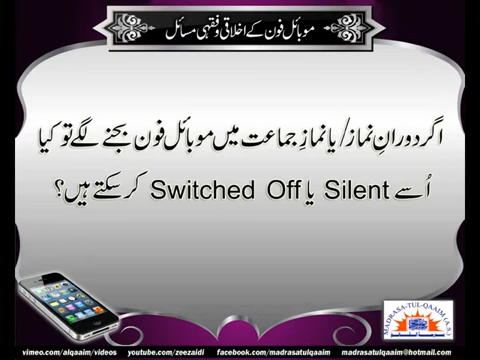 موبائل فون کے اخلاقی و فقہی مسائل
اگر دورانِ نماز/یا نمازِ جماعت میں موبائل فون بجنے لگے تو کیا
اُسے Silent یا Switched Off کر سکتے ہیں؟
MADRASA-TUL-QAAIM (A.S.)
vimeo.com/alqaaim/videos youtube.com/zeezaidi facebook.com/madrasatulqaaim madrasatulqaaim@hotmail.com